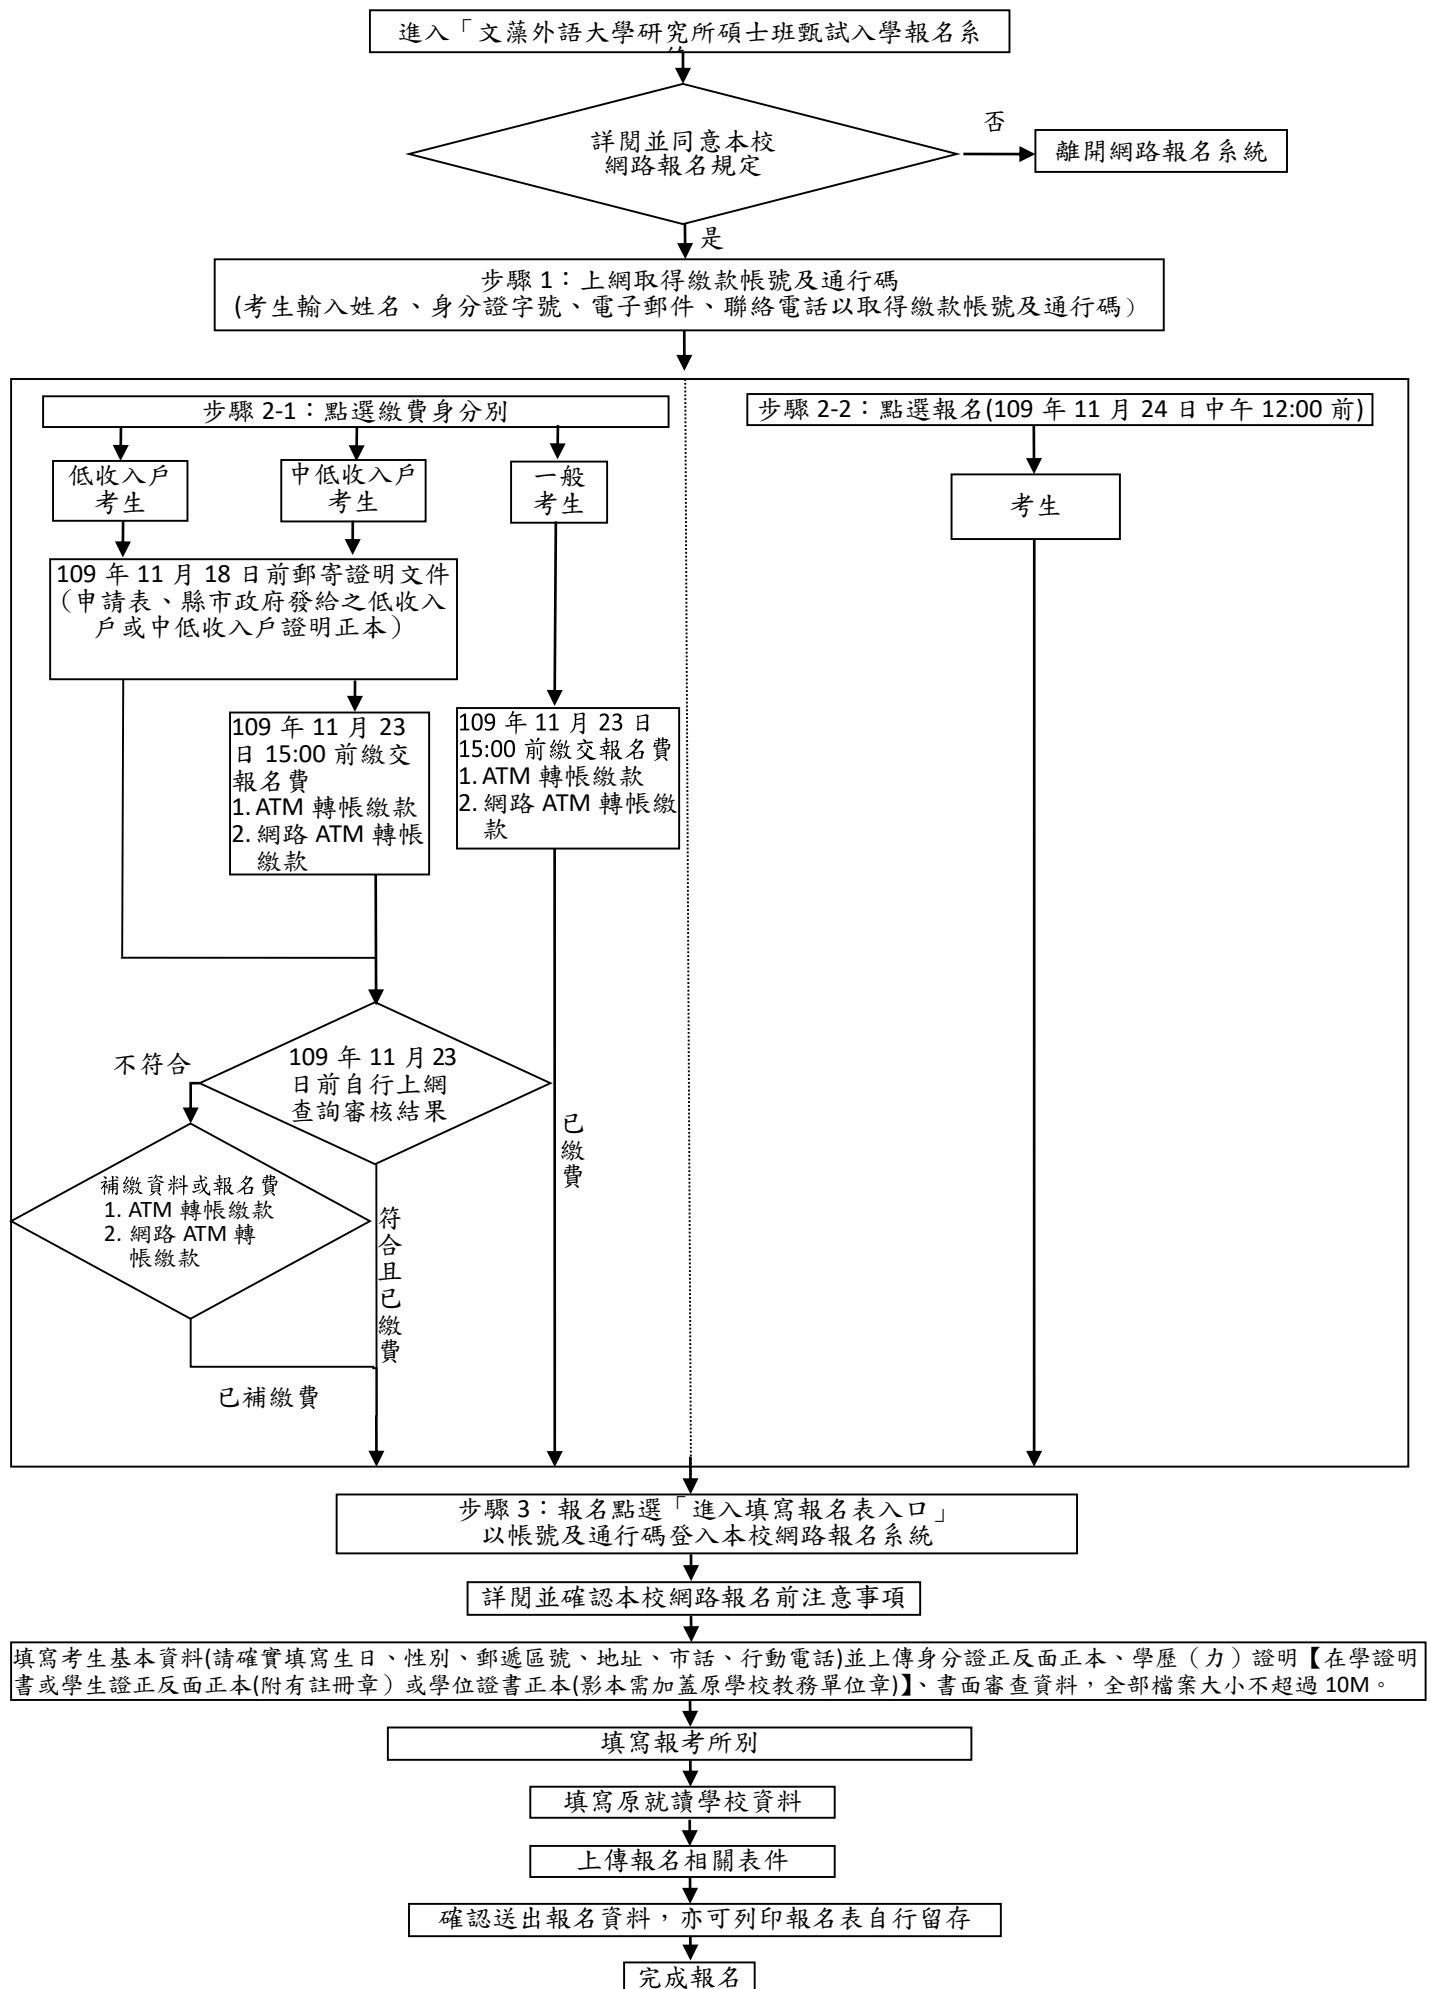 進入「文藻外語大學研究所碩士班甄試入學報名系
詳閱並同意本校
網路報名規定
否
離開網路報名系統
是
步驟 1：上網取得繳款帳號及通行碼
(考生輸入姓名、身分證字號、電子郵件、聯絡電話以取得繳款帳號及通行碼）
步驟 2-1：點選繳費身分別
步驟 2-2：點選報名(109 年 11 月 24 日中午 12:00 前)
低收入戶
考生
中低收入戶
考生
一般
考生
考生
109 年 11 月 18 日前郵寄證明文件
（申請表、縣市政府發給之低收入
戶或中低收入戶證明正本）
109 年 11 月 23
日 15:00 前繳交
報名費
1. ATM 轉帳繳款
2. 網路 ATM 轉帳
繳款
109 年 11 月 23 日
15:00 前繳交報名費
1. ATM 轉帳繳款
2. 網路 ATM 轉帳繳
款
109 年 11 月 23
日前自行上網
查詢審核結果
不符合
補繳資料或報名費
1. ATM 轉帳繳款
2. 網路 ATM 轉
帳繳款
符合且已繳費
已繳費
已補繳費
步驟 3：報名點選「進入填寫報名表入口」
以帳號及通行碼登入本校網路報名系統
詳閱並確認本校網路報名前注意事項
填寫考生基本資料(請確實填寫生日、性別、郵遞區號、地址、市話、行動電話)並上傳身分證正反面正本、學歷（力）證明【在學證明
書或學生證正反面正本(附有註冊章）或學位證書正本(影本需加蓋原學校教務單位章)】、書面審查資料，全部檔案大小不超過 10M。
填寫報考所別
填寫原就讀學校資料
上傳報名相關表件
確認送出報名資料，亦可列印報名表自行留存
完成報名